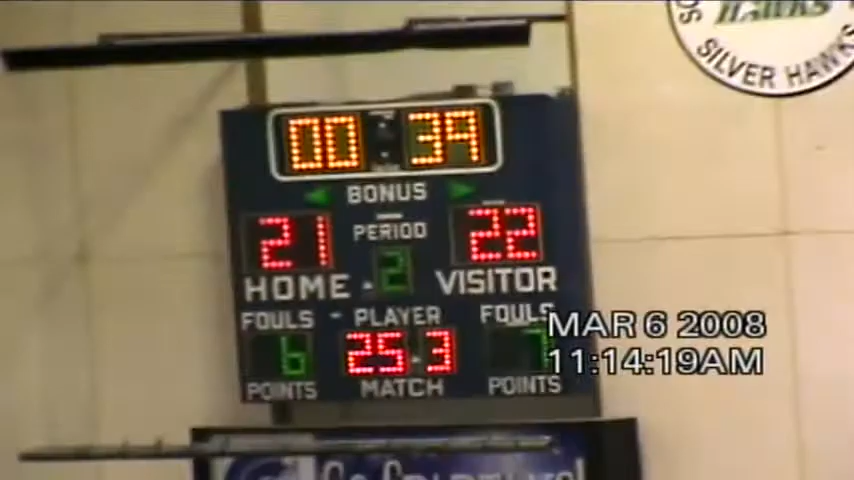 HAWKS
SILVER HAWKS
00 39
BONUS
21 PERIOD 22
HOME 2 VISITOR
FOULS PLAYER FOULS
6 25 3 7
POINTS MATCH POINTS
MAR 6 2008
11:14:19AM